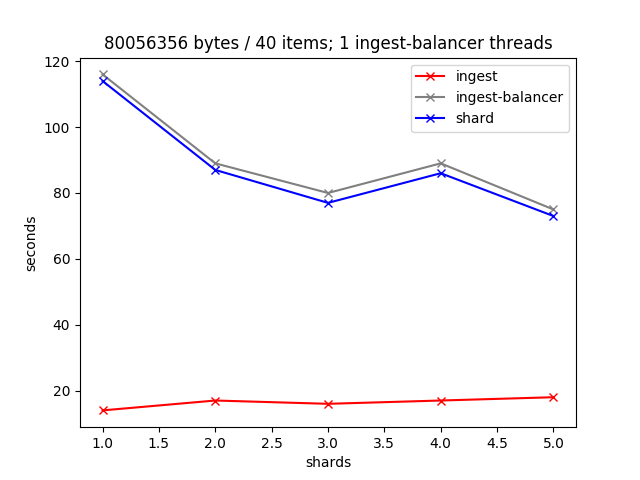 80056356 bytes / 40 items; 1 ingest-balancer threads
ingest
ingest-balancer
shard
120
100
80
60
40
20
seconds
1.0 1.5 2.0 2.5 3.0 3.5 4.0 4.5 5.0
shards